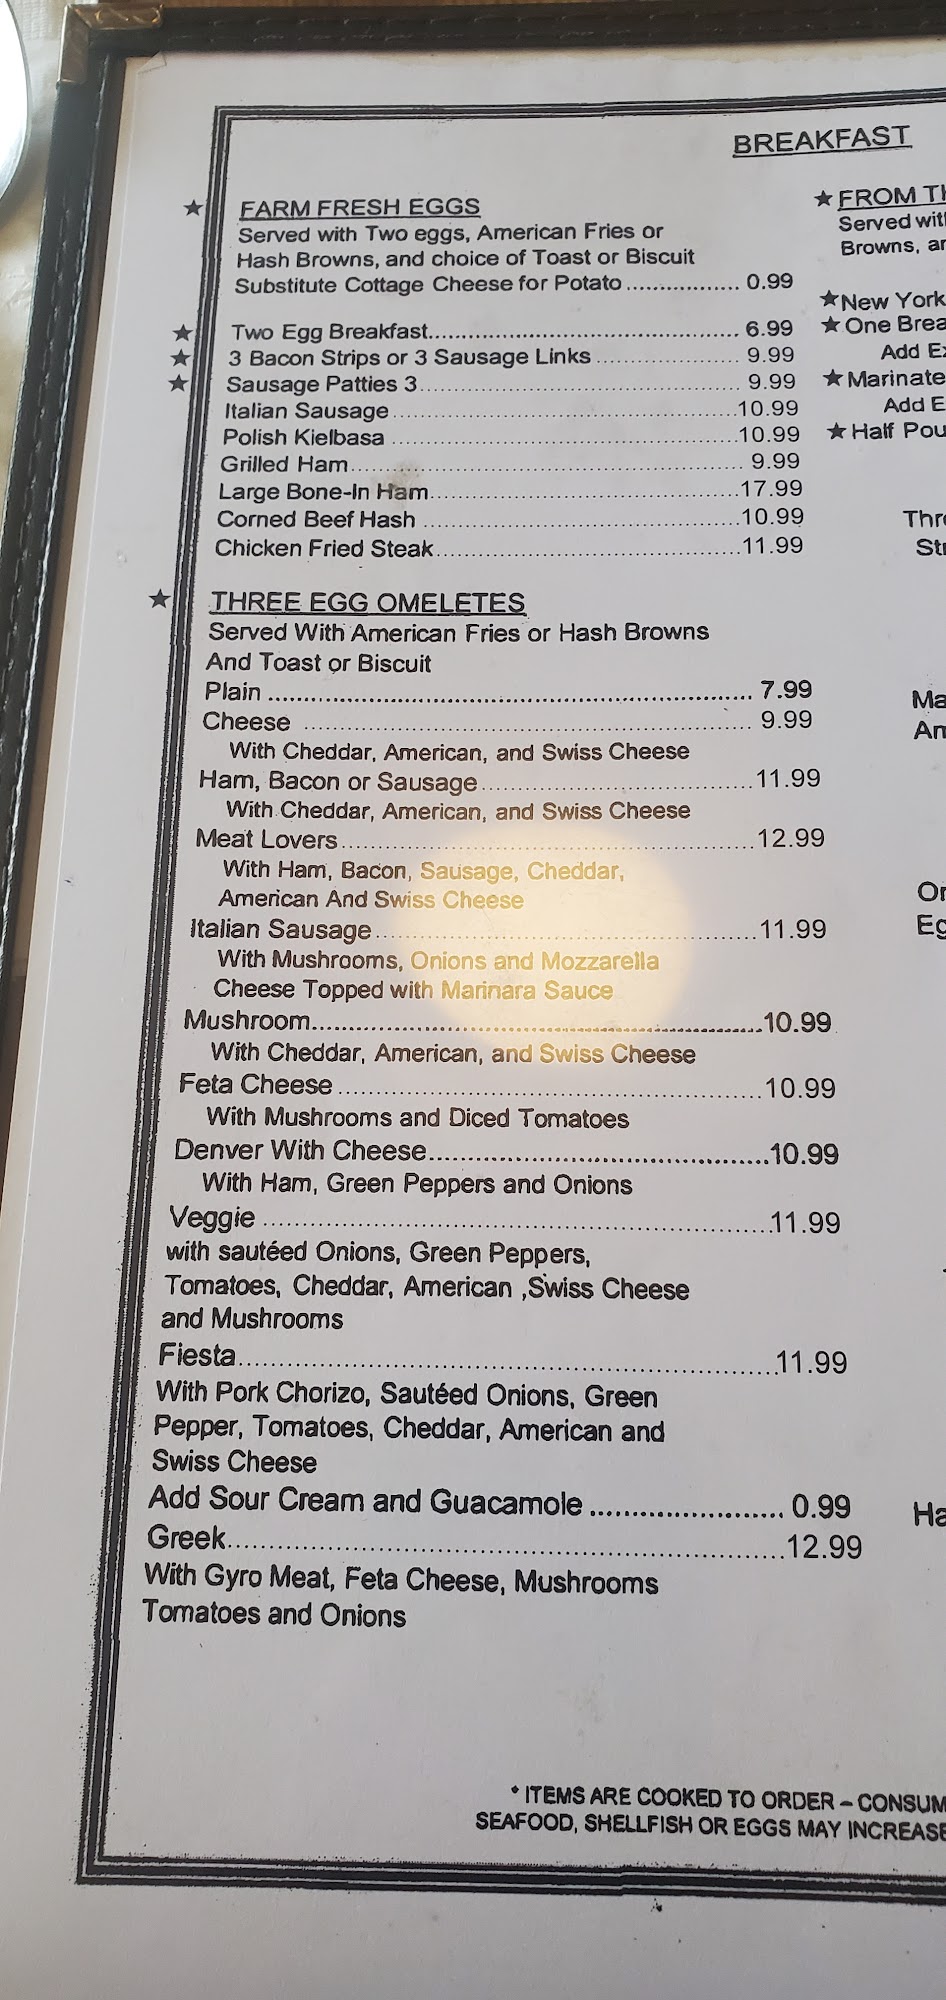 BREAKFAST
★ FARM FRESH EGGS
Served with Two eggs, American Fries or
Hash Browns, and choice of Toast or Biscuit
Substitute Cottage Cheese for Potato ................. 0.99
★ Two Egg Breakfast............................................. 6.99
★ 3 Bacon Strips or 3 Sausage Links ..................... 9.99
★ Sausage Patties 3............................................... 9.99
Italian Sausage ..................................................10.99
Polish Kielbasa ..................................................10.99
Grilled Ham......................................................... 9.99
Large Bone-In Ham.............................................17.99
Corned Beef Hash ..............................................10.99
Chicken Fried Steak............................................11.99
★ THREE EGG OMELETES
Served With American Fries or Hash Browns
And Toast or Biscuit
Plain ..................................................................... 7.99
Cheese ................................................................ 9.99
With Cheddar, American, and Swiss Cheese
Ham, Bacon or Sausage.......................................11.99
With Cheddar, American, and Swiss Cheese
Meat Lovers..........................................................12.99
With Ham, Bacon, Sausage, Cheddar,
American And Swiss Cheese
Italian Sausage.....................................................11.99
With Mushrooms, Onions and Mozzarella
Cheese Topped with Marinara Sauce
Mushroom..............................................................10.99
With Cheddar, American, and Swiss Cheese
Feta Cheese..........................................................10.99
With Mushrooms and Diced Tomatoes
Denver With Cheese..............................................10.99
With Ham, Green Peppers and Onions
Veggie ...................................................................11.99
with sautéed Onions, Green Peppers,
Tomatoes, Cheddar, American ,Swiss Cheese
and Mushrooms
Fiesta.....................................................................11.99
With Pork Chorizo, Sautéed Onions, Green
Pepper, Tomatoes, Cheddar, American and
Swiss Cheese
Add Sour Cream and Guacamole ........................ 0.99
Greek......................................................................12.99
With Gyro Meat, Feta Cheese, Mushrooms
Tomatoes and Onions
★ FROM
Served
Browns,
★ New York
★ One
Add
★
Add
★ Half
* ITEMS ARE COOKED TO ORDER –
SEAFOOD, SHELLFISH OR EGGS MAY INCREASE